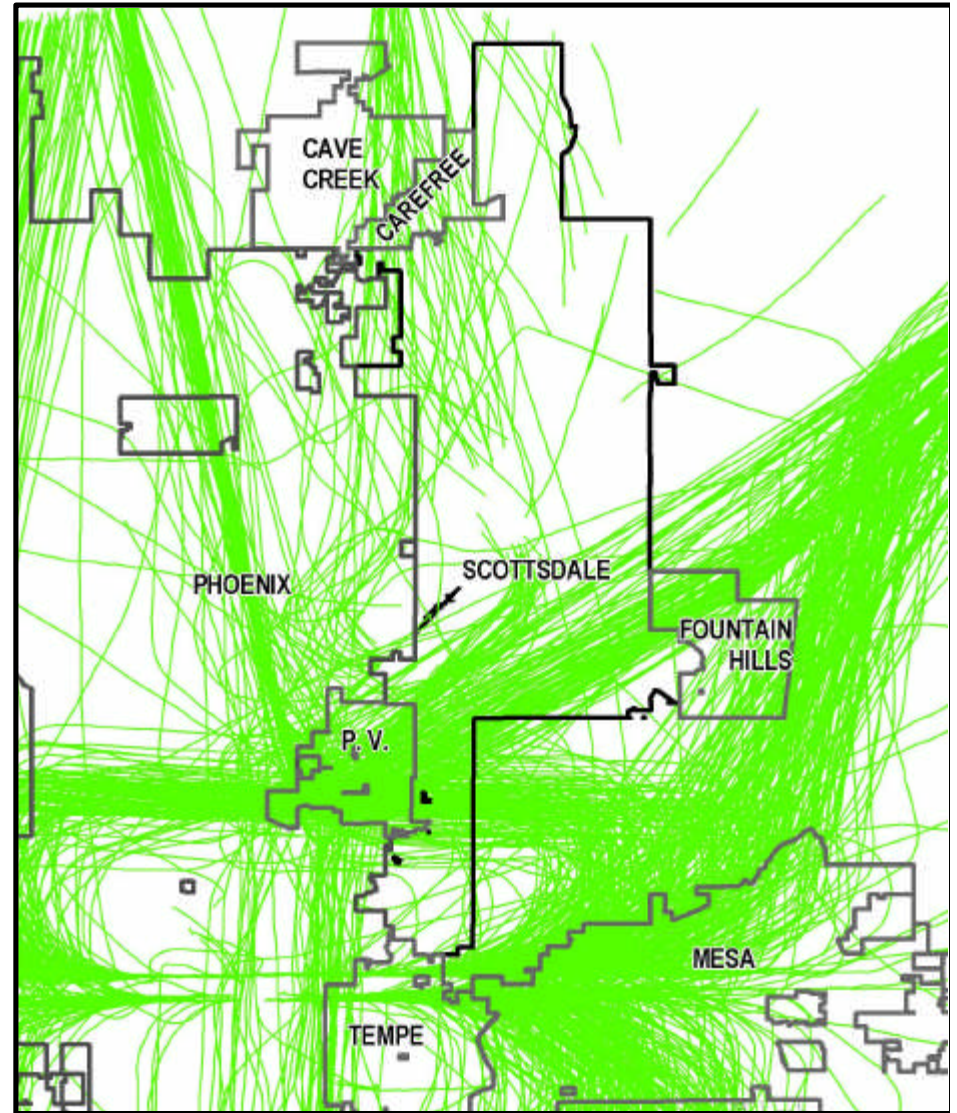 CAVE
CREEK
CAREFREE
PHOENIX
SCOTTSDALE
FOUNTAIN
HILLS
P. V.
MESA
TEMPE